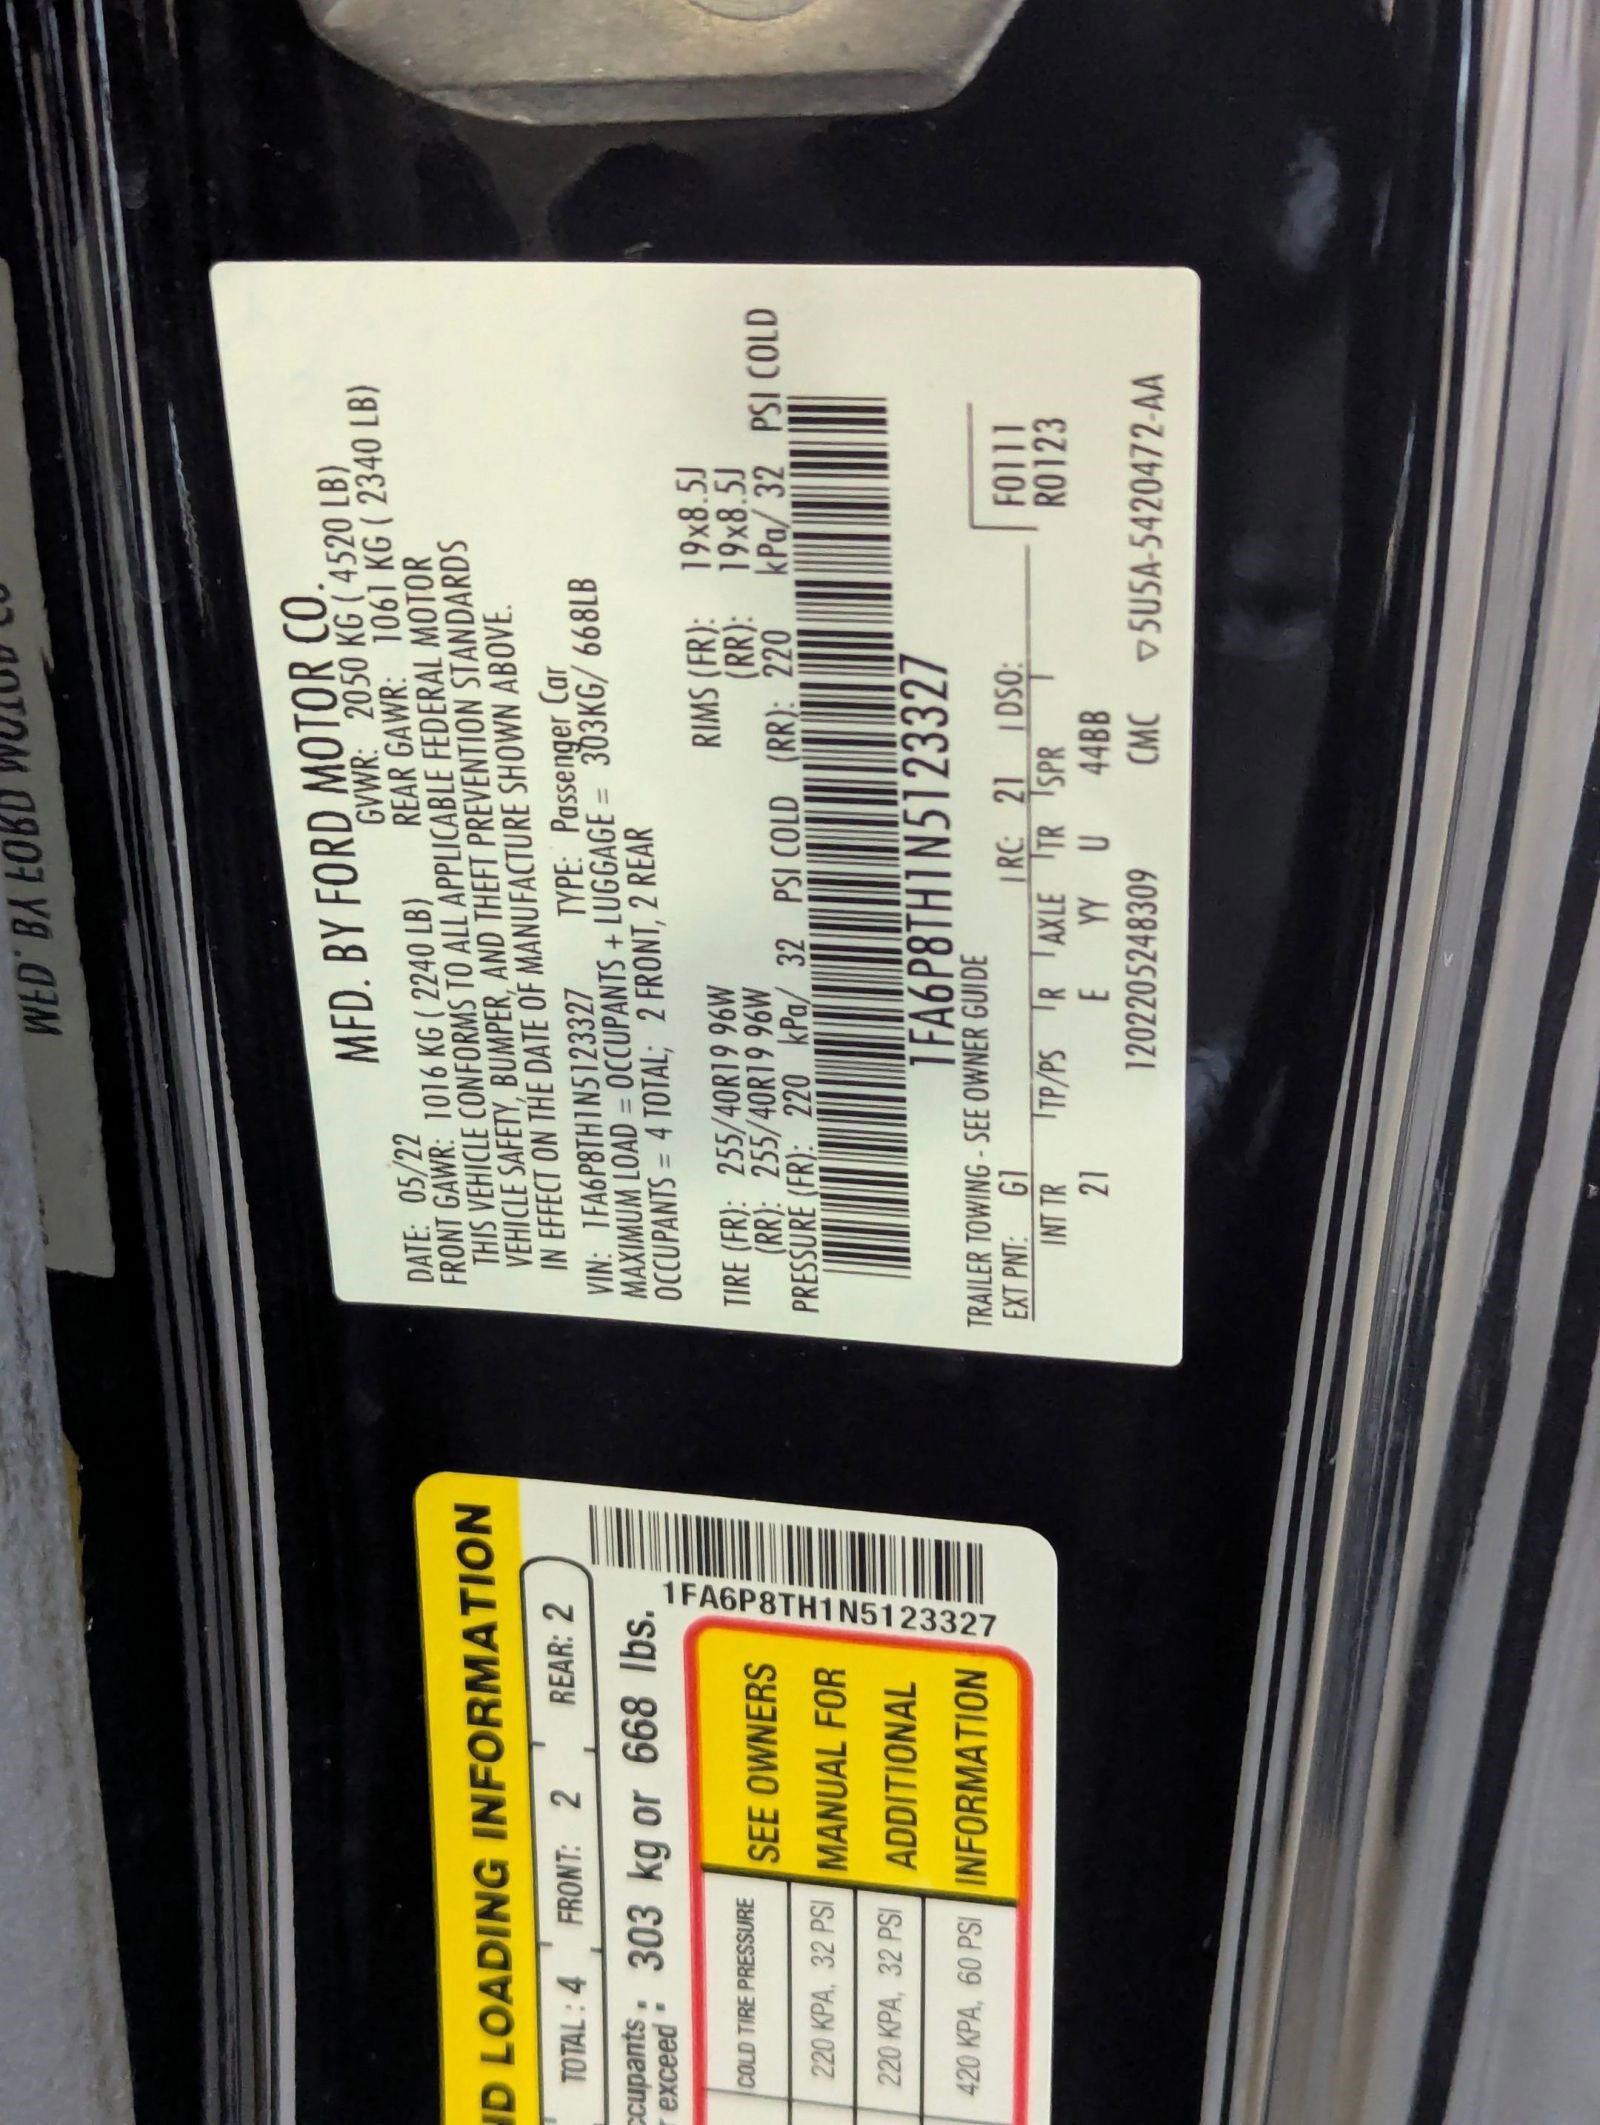 MFD. BY FORD MOTOR CO.
DATE: 05/22 GVWR: 2050 KG ( 4520 LB)
FRONT GAWR: 1016 KG ( 2240 LB) REAR GAWR: 1061 KG ( 2340 LB)
THIS VEHICLE CONFORMS TO ALL APPLICABLE FEDERAL MOTOR
VEHICLE SAFETY, BUMPER, AND THEFT PREVENTION STANDARDS
IN EFFECT ON THE DATE OF MANUFACTURE SHOWN ABOVE.
VIN: 1FA6P8TH1N5123327 TYPE: Passenger Car
MAXIMUM LOAD = OCCUPANTS + LUGGAGE = 303KG/ 668LB
OCCUPANTS = 4 TOTAL; 2 FRONT, 2 REAR
TIRE (FR): 255/40R19 96W RIMS (FR): 19x8.5J
(RR): 255/40R19 96W (RR): 19x8.5J
PRESSURE (FR): 220 kPa/ 32 PSI COLD (RR): 220 kPa/ 32 PSI COLD
1FA6P8TH1N5123327
TRAILER TOWING - SEE OWNER GUIDE
EXT PNT: G1 RC: 21 DSO: F0111
INT TR TP/PS R AXLE TR SPR R0123
21 E YY U 44BB
12022205248309 CMC ▽5U5A-5420472-AA
ND LOADING INFORMATION
TOTAL : 4 FRONT: 2 REAR: 2
ccupants
exceed 303 kg or 668 lbs.
1FA6P8TH1N5123327
COLD TIRE PRESSURE
220 KPA, 32 PSI
220 KPA, 32 PSI
420 KPA, 60 PSI
SEE OWNERS
MANUAL FOR
ADDITIONAL
INFORMATION
MFD. BY FORD MOTOR CO